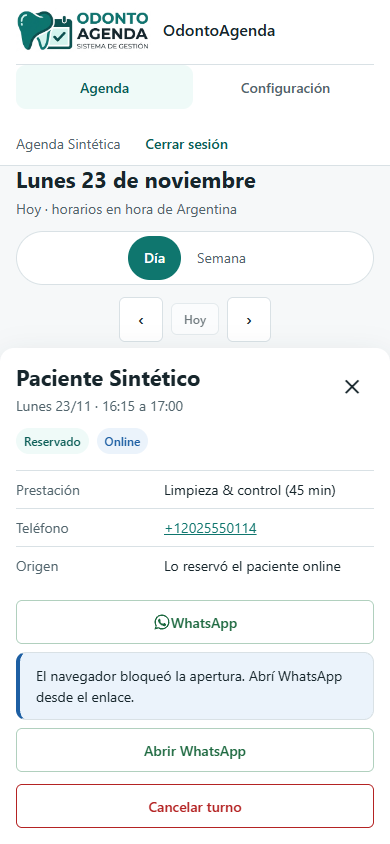 ODONTO
AGENDA
SISTEMA DE GESTIÓN
OdontoAgenda
Agenda
Configuración
Agenda Sintética
Cerrar sesión
Lunes 23 de noviembre
Hoy · horarios en hora de Argentina
Día
Semana
‹
Hoy
›
Paciente Sintético
Lunes 23/11 · 16:15 a 17:00
Reservado
Online
Prestación
Limpieza & control (45 min)
Teléfono
+12025550114
Origen
Lo reservó el paciente online
WhatsApp
El navegador bloqueó la apertura. Abrí WhatsApp
desde el enlace.
Abrir WhatsApp
Cancelar turno